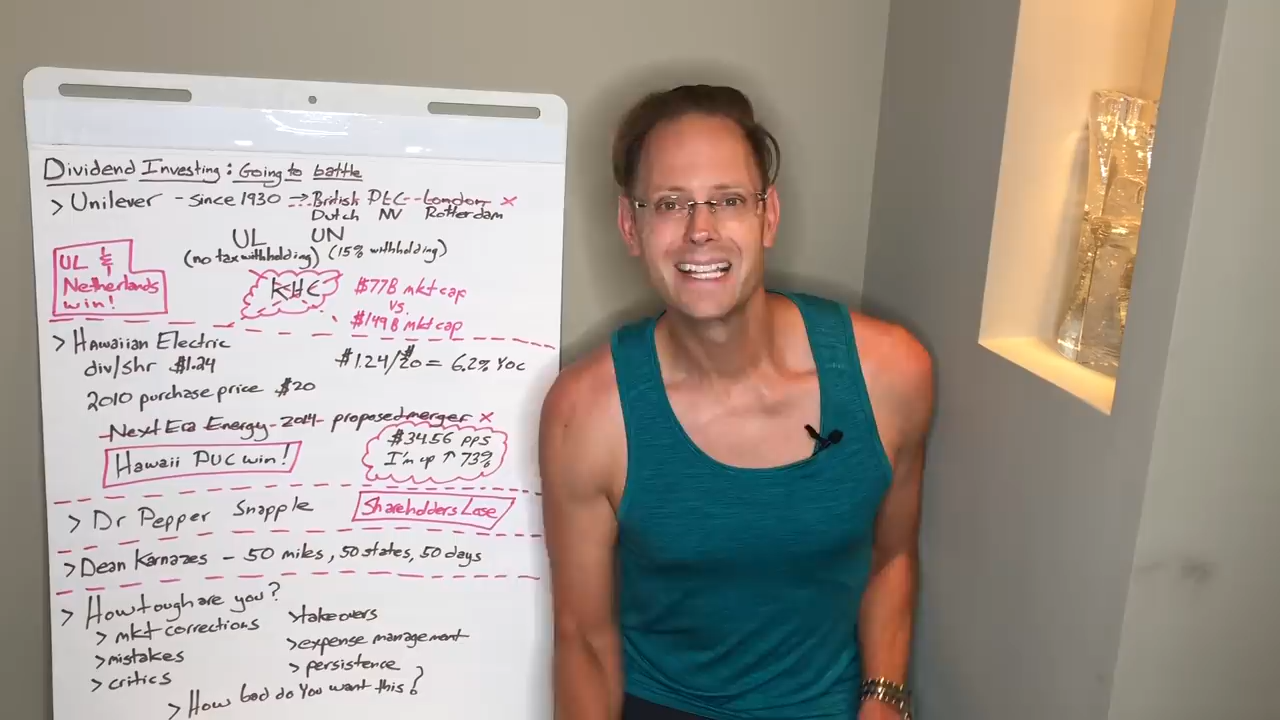 Dividend Investing: Going to battle
> Unilever - since 1930 → British PLC -- London x
Dutch NV Rotterdam
UL UN
(no tax withholding) (15% withholding)
UL &
Netherlands
win!
KHC
$77B mkt cap
vs.
$149B mkt cap
> Hawaiian Electric
div/shr $1.24
$1.24/$20 = 6.2% YOC
2010 purchase price $20
Next Era Energy - 2014 - proposed merger x
Hawaii PUC win!
$34.56 PPS
I'm up ↑ 73%
> Dr Pepper Snapple
Shareholders Lose
> Dean Karnazes - 50 miles, 50 states, 50 days
> How tough are you?
> mkt corrections
> mistakes
> critics
> takeovers
> expense management
> persistence
> How bad do you want this?